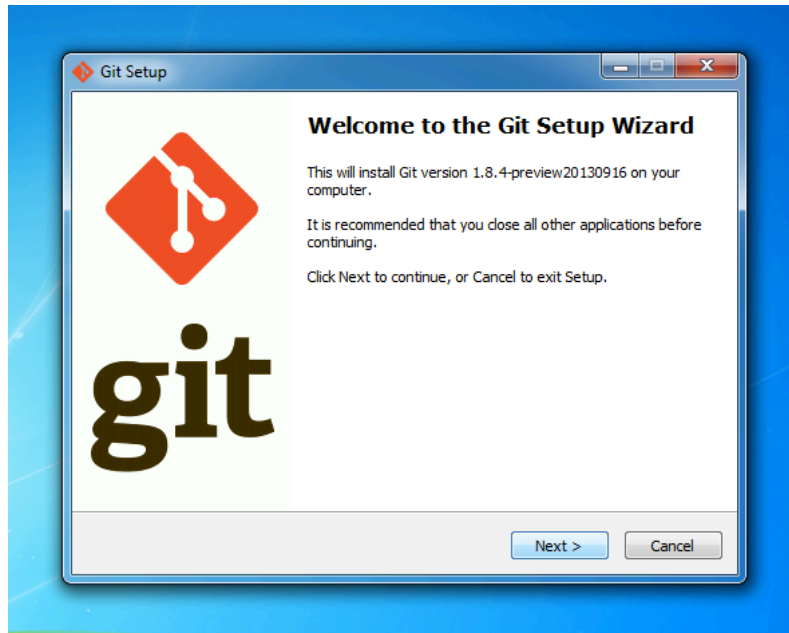 Git Setup
Welcome to the Git Setup Wizard
This will install Git version 1.8.4-preview20130916 on your
computer.
It is recommended that you close all other applications before
continuing.
Click Next to continue, or Cancel to exit Setup.
git
Next >
Cancel